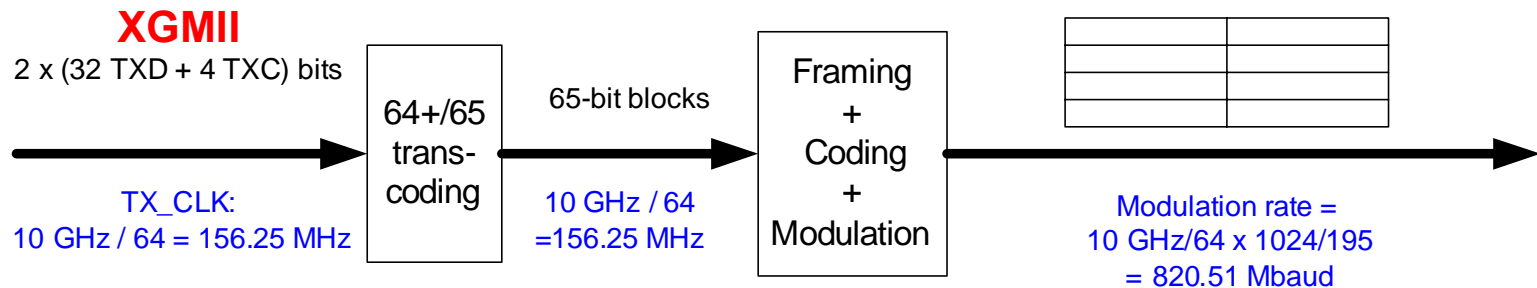 XGMII
2 x (32 TXD + 4 TXC) bits
TX_CLK:
10 GHz / 64 = 156.25 MHz
64+/65
trans-
coding
65-bit blocks
10 GHz / 64
=156.25 MHz
Framing
+
Coding
+
Modulation
Modulation rate =
10 GHz/64 x 1024/195
= 820.51 Mbaud